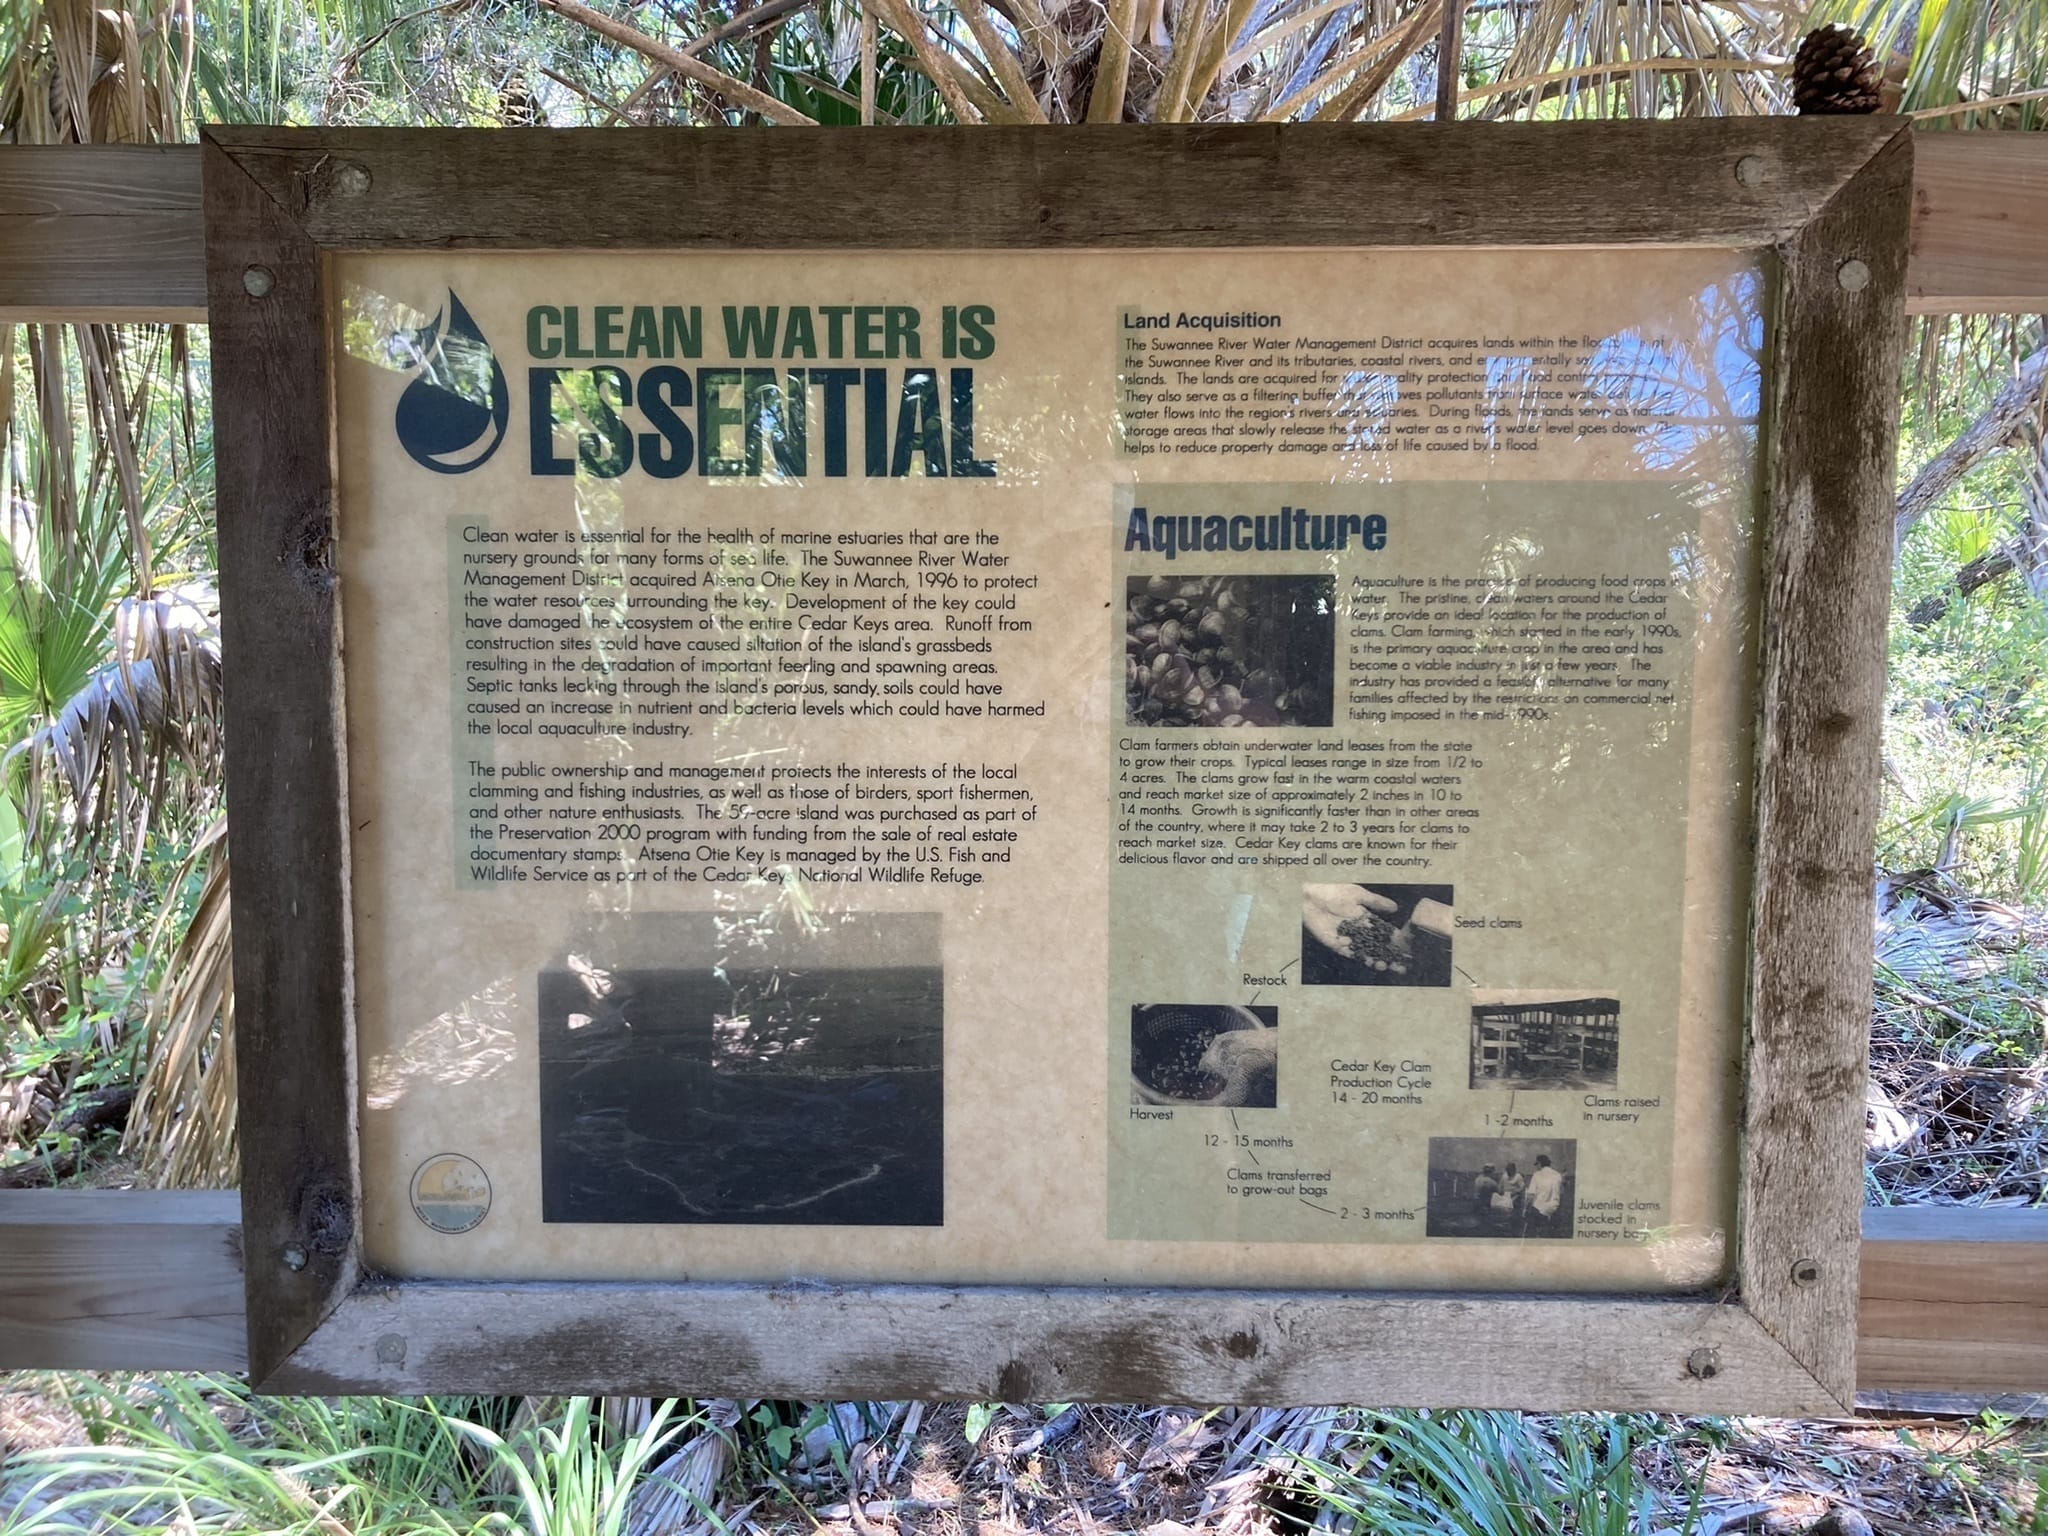 CLEAN WATER IS
ESSENTIAL
Clean water is essential for the health of marine estuaries that are the
nursery grounds for many forms of sea life. The Suwannee River Water
Management District acquired Atsena Otie Key in March, 1996 to protect
the water resources surrounding the key. Development of the key could
have damaged the ecosystem of the entire Cedar Keys area. Runoff from
construction sites could have caused siltation of the island's grassbeds
resulting in the degradation of important feeding and spawning areas.
Septic tanks leaking through the island's porous, sandy, soils could have
caused an increase in nutrient and bacteria levels which could have harmed
the local aquaculture industry.
The public ownership and management protects the interests of the local
clamming and fishing industries, as well as those of birders, sport fishermen,
and other nature enthusiasts. The 59-acre island was purchased as part of
the Preservation 2000 program with funding from the sale of real estate
documentary stamps. Atsena Otie Key is managed by the U.S. Fish and
Wildlife Service as part of the Cedar Keys National Wildlife Refuge.
WATER MANAGEMENT DISTRICT
Land Acquisition
The Suwannee River Water Management District acquires lands within the of
the Suwannee River and its tributaries, coastal rivers, and
islands. The lands are acquired for quality protection and flood control
They also serve as a filtering buffer that removes pollutants from surface water
water flows into the region's rivers and estuaries. During floods, the lands serve as natural
storage areas that slowly release the stored water as a river's water level goes down.
helps to reduce property damage and loss of life caused by a flood.
Aquaculture
Aquaculture is the practice of producing food crops in
water. The pristine, clean waters around the Cedar
Keys provide an ideal location for the production of
clams. Clam farming, which started in the early 1990s,
is the primary aquaculture crop in the area and has
become a viable industry in just a few years. The
industry has provided a feasible alternative for many
families affected by the restrictions on commercial net
fishing imposed in the mid-1990s.
Clam farmers obtain underwater land leases from the state
to grow their crops. Typical leases range in size from 1/2 to
4 acres. The clams grow fast in the warm coastal waters
and reach market size of approximately 2 inches in 10 to
14 months. Growth is significantly faster than in other areas
of the country, where it may take 2 to 3 years for clams to
reach market size. Cedar Key clams are known for their
delicious flavor and are shipped all over the country.
Seed clams
Restock
Cedar Key Clam
Production Cycle
14 - 20 months
Clams raised
in nursery
Harvest
1 -2 months
12 - 15 months
Clams transferred
to grow-out bags
2 - 3 months
Juvenile clams
stocked in
nursery bags